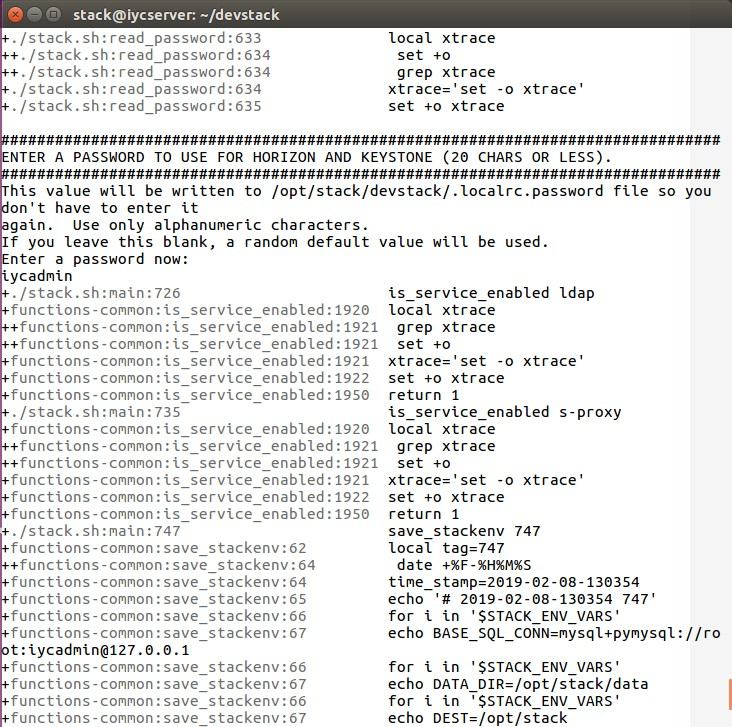 stack@iycserver: ~/devstack
+./stack.sh:read_password:633 local xtrace
++./stack.sh:read_password:634 set +o
++./stack.sh:read_password:634 grep xtrace
+./stack.sh:read_password:634 xtrace='set -o xtrace'
+./stack.sh:read_password:635 set +o xtrace
################################################################################
ENTER A PASSWORD TO USE FOR HORIZON AND KEYSTONE (20 CHARS OR LESS).
################################################################################
This value will be written to /opt/stack/devstack/.localrc.password file so you
don't have to enter it
again.  Use only alphanumeric characters.
If you leave this blank, a random default value will be used.
Enter a password now:
iycadmin
+./stack.sh:main:726 is_service_enabled ldap
+functions-common:is_service_enabled:1920 local xtrace
++functions-common:is_service_enabled:1921 grep xtrace
++functions-common:is_service_enabled:1921 set +o
+functions-common:is_service_enabled:1921 xtrace='set -o xtrace'
+functions-common:is_service_enabled:1922 set +o xtrace
+functions-common:is_service_enabled:1950 return 1
+./stack.sh:main:735 is_service_enabled s-proxy
+functions-common:is_service_enabled:1920 local xtrace
++functions-common:is_service_enabled:1921 grep xtrace
++functions-common:is_service_enabled:1921 set +o
+functions-common:is_service_enabled:1921 xtrace='set -o xtrace'
+functions-common:is_service_enabled:1922 set +o xtrace
+functions-common:is_service_enabled:1950 return 1
+./stack.sh:main:747 save_stackenv 747
+functions-common:save_stackenv:62 local tag=747
++functions-common:save_stackenv:64 date +%F-%H%M%S
+functions-common:save_stackenv:64 time_stamp=2019-02-08-130354
+functions-common:save_stackenv:65 echo '# 2019-02-08-130354 747'
+functions-common:save_stackenv:66 for i in '$STACK_ENV_VARS'
+functions-common:save_stackenv:67 echo BASE_SQL_CONN=mysql+pymysql://ro
ot:iycadmin@127.0.0.1
+functions-common:save_stackenv:66 for i in '$STACK_ENV_VARS'
+functions-common:save_stackenv:67 echo DATA_DIR=/opt/stack/data
+functions-common:save_stackenv:66 for i in '$STACK_ENV_VARS'
+functions-common:save_stackenv:67 echo DEST=/opt/stack